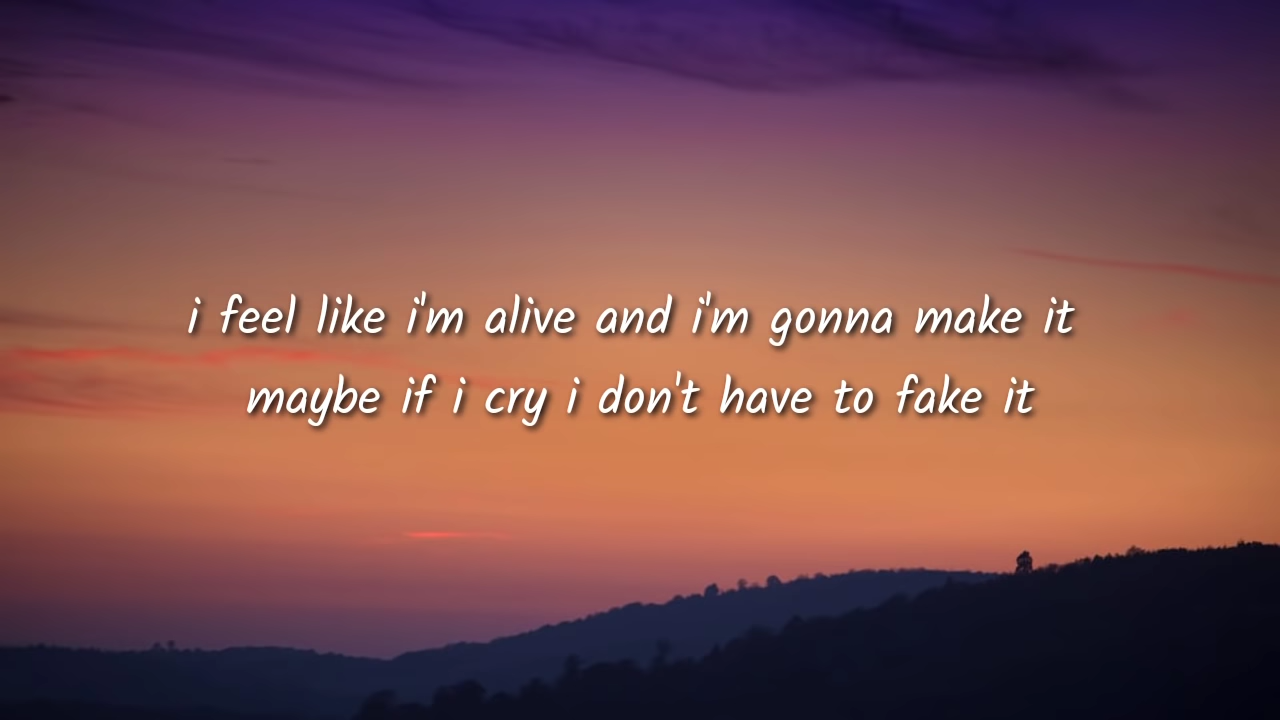 i feel like i'm alive and i'm gonna make it
maybe if i cry i don't have to fake it